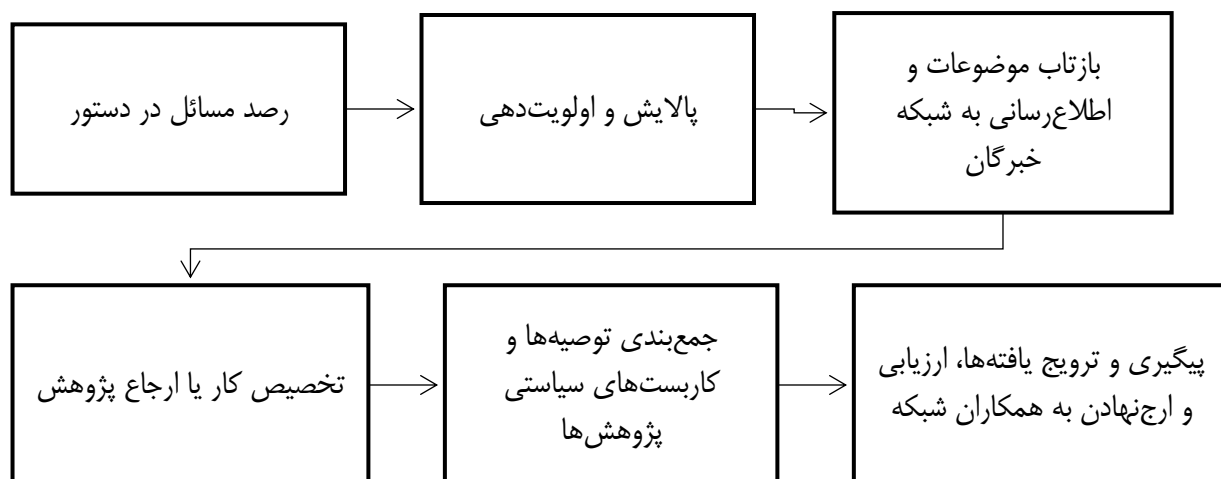 رصد مسائل در دستور
پالایش و اولویت‌دهی
بازتاب موضوعات و
اطلاع‌رسانی به شبکه
خبرگان
تخصیص کار یا ارجاع پژوهش
جمع‌بندی توصیه‌ها و
کاربست‌های سیاستی
پژوهش‌ها
پیگیری و ترویج یافته‌ها، ارزیابی
و ارج‌نهادن به همکاران شبکه